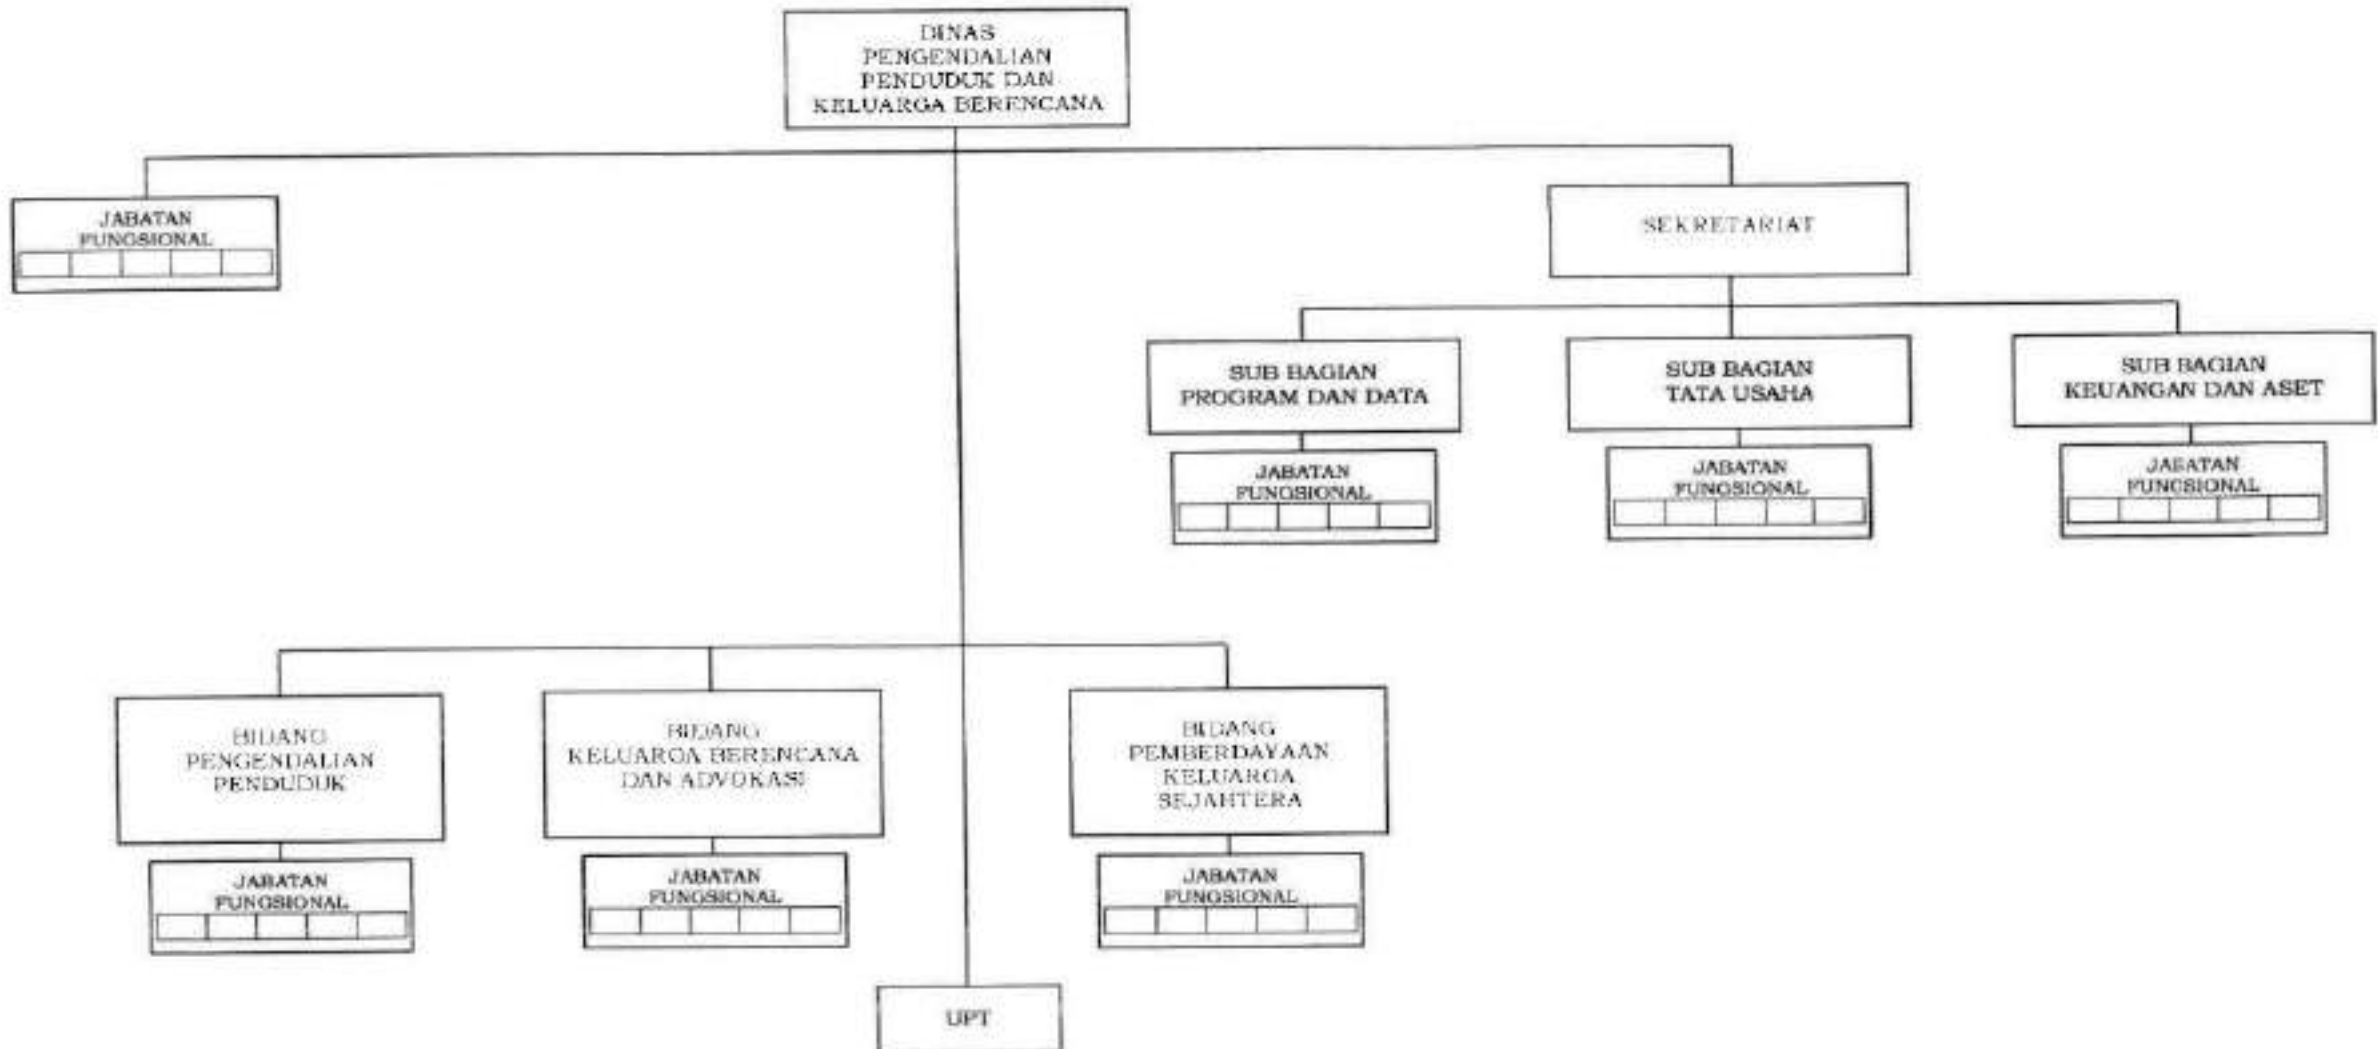 DINAS
PENGENDALIAN
PENDUDUK DAN
KELUARGA BERENCANA
JABATAN
FUNGSIONAL
SEKRETARIAT
SUB BAGIAN
PROGRAM DAN DATA
SUB BAGIAN
TATA USAHA
SUB BAGIAN
KEUANGAN DAN ASET
JABATAN
FUNGSIONAL
JABATAN
FUNGSIONAL
JABATAN
FUNGSIONAL
BIDANG
PENGENDALIAN
PENDUDUK
BIDANG
KELUARGA BERENCANA
DAN ADVOKASI
BIDANG
PEMBERDAYAAN
KELUARGA
SEJAHTERA
JABATAN
FUNGSIONAL
JABATAN
FUNGSIONAL
JABATAN
FUNGSIONAL
UPT